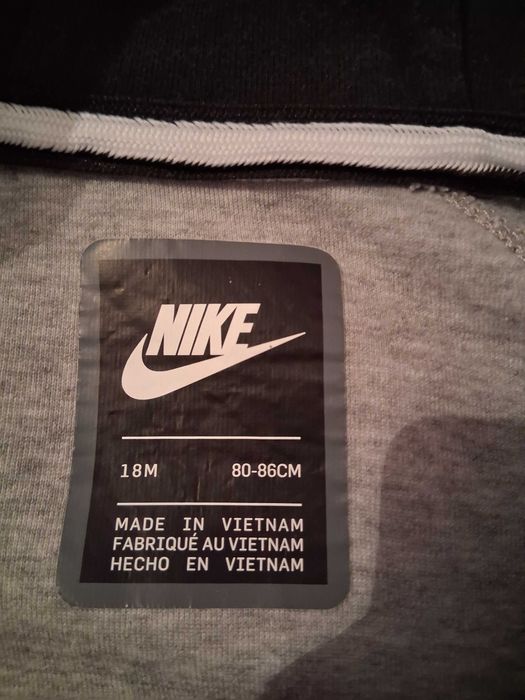 NIKE
18M 80-86CM
MADE IN VIETNAM
FABRIQUÉ AU VIETNAM
HECHO EN VIETNAM